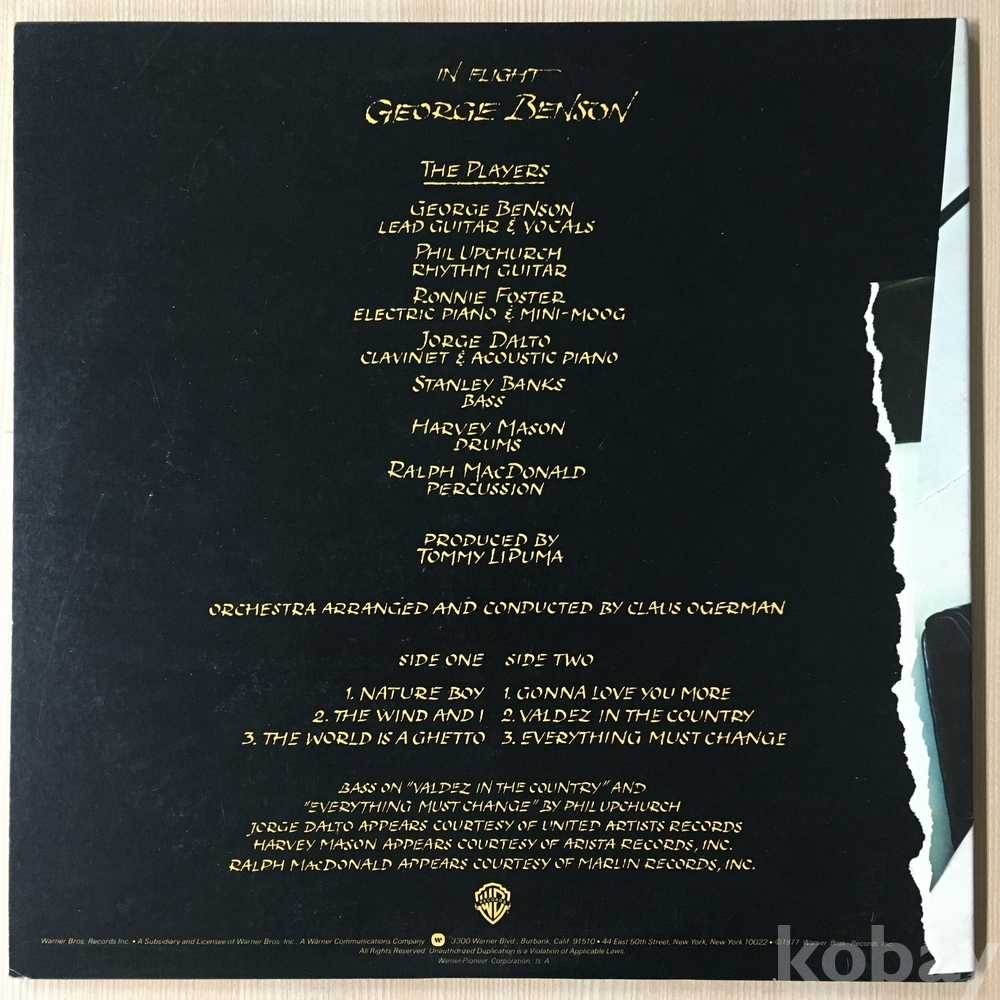 IN FLIGHT
GEORGE BENSON
THE PLAYERS
GEORGE BENSON
LEAD GUITAR & VOCALS
PHIL UPCHURCH
RHYTHM GUITAR
RONNIE FOSTER
ELECTRIC PIANO & MINI-MOOG
JORGE DALTO
CLAVINET & ACOUSTIC PIANO
STANLEY BANKS
BASS
HARVEY MASON
DRUMS
RALPH MACDONALD
PERCUSSION
PRODUCED BY
TOMMY LIPUMA
ORCHESTRA ARRANGED AND CONDUCTED BY CLAUS OGERMAN
SIDE ONE SIDE TWO
1. NATURE BOY 1. GONNA LOVE YOU MORE
2. THE WIND AND I 2. VALDEZ IN THE COUNTRY
3. THE WORLD IS A GHETTO 3. EVERYTHING MUST CHANGE
BASS ON "VALDEZ IN THE COUNTRY" AND
"EVERYTHING MUST CHANGE" BY PHIL UPCHURCH
JORGE DALTO APPEARS COURTESY OF UNITED ARTISTS RECORDS
HARVEY MASON APPEARS COURTESY OF ARISTA RECORDS, INC.
RALPH MACDONALD APPEARS COURTESY OF MARLIN RECORDS, INC.
Warner Bros. Records Inc. • A Subsidiary and Licensee of Warner Bros. Inc., A Warner Communications Company 3300 Warner Blvd., Burbank, Calif. 91510 • 44 East 50th Street, New York, New York 10022 • ©1977 Warner Bros. Records Inc.
All Rights Reserved. Unauthorized Duplication is a Violation of Applicable Laws.
Warner-Pioneer Corporation,
kobay